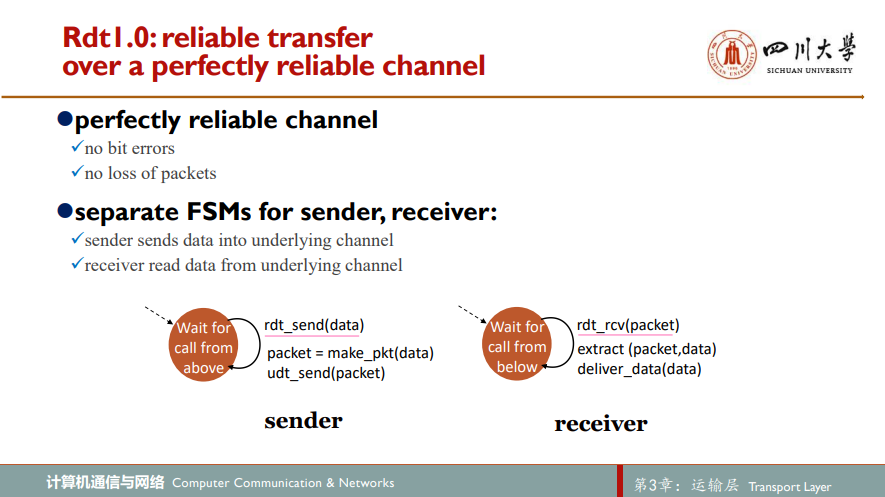 Rdt1.0: reliable transfer
over a perfectly reliable channel
四川大學
SICHUAN UNIVERSITY
perfectly reliable channel
no bit errors
no loss of packets
separate FSMs for sender, receiver:
sender sends data into underlying channel
receiver read data from underlying channel
Wait for
call from
above
rdt_send(data)
packet = make_pkt(data)
udt_send(packet)
sender
Wait for
call from
below
rdt_rcv(packet)
extract (packet,data)
deliver_data(data)
receiver
计算机通信与网络 Computer Communication & Networks
第3章：运输层 Transport Layer